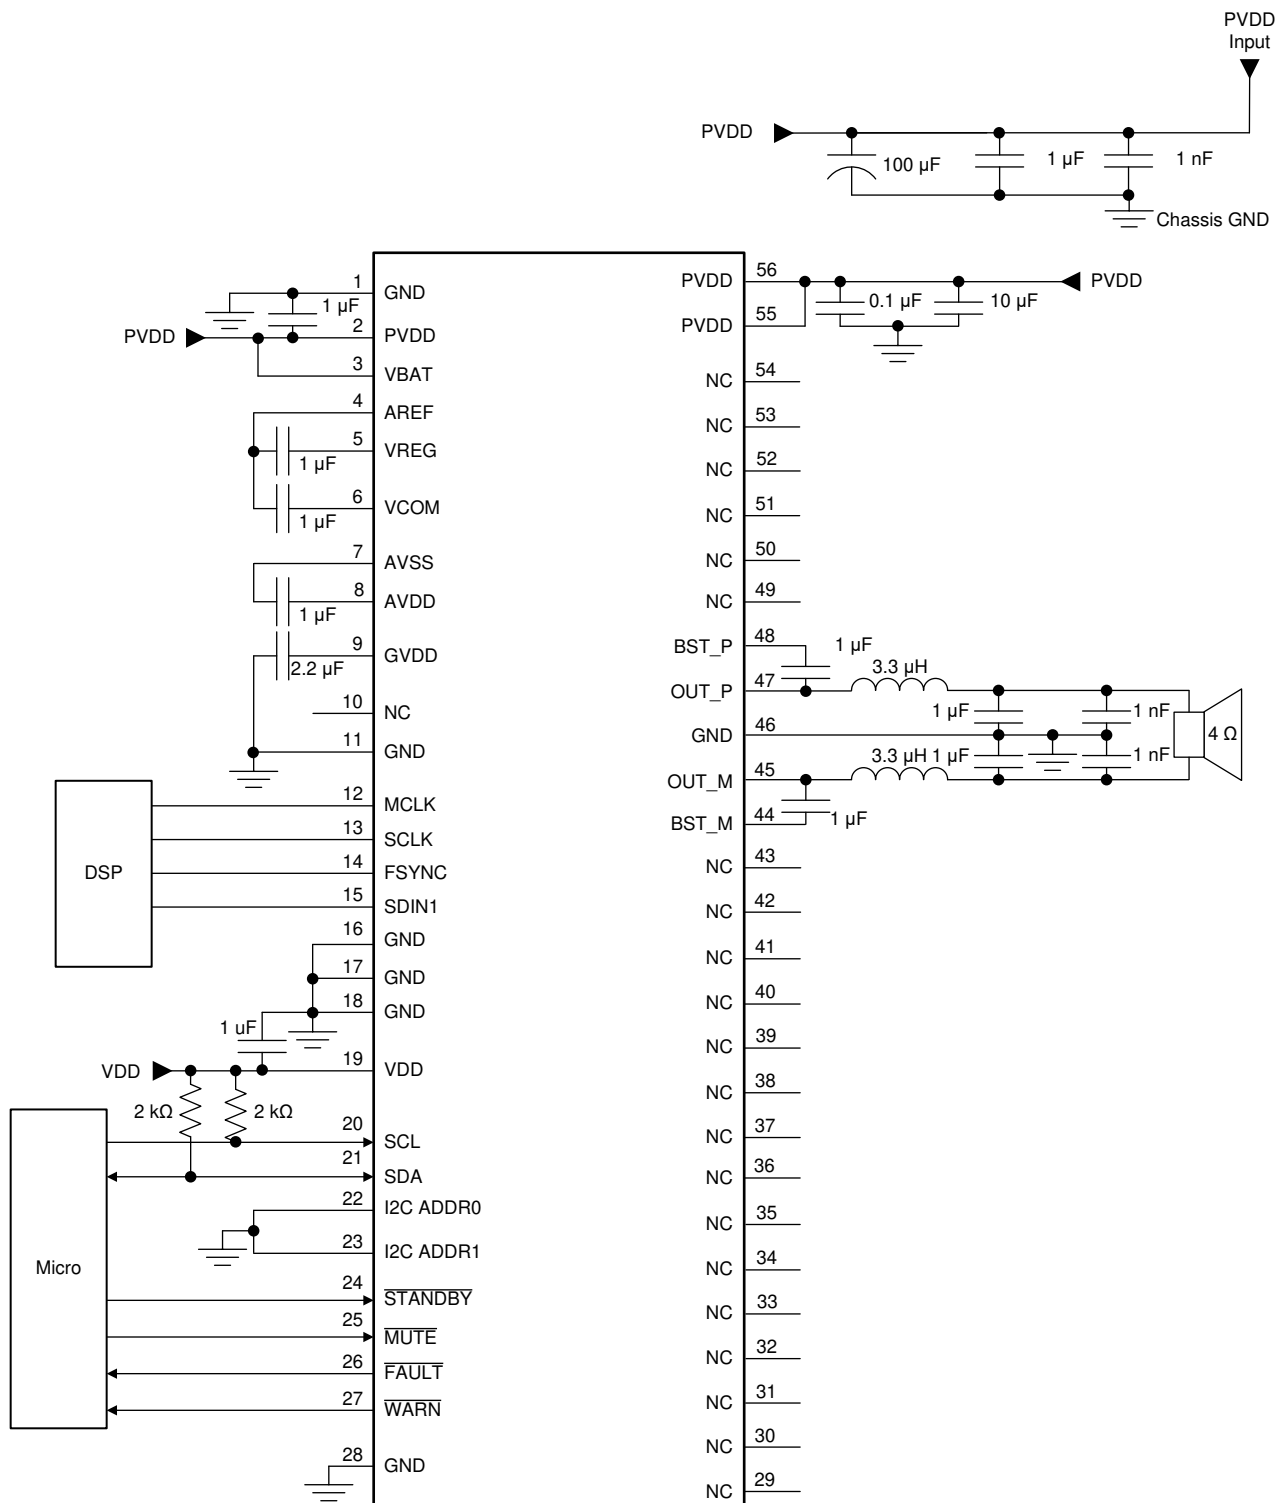 PVDD
Input
PVDD
100 µF
1 µF
1 nF
Chassis GND
1
GND
1 µF
2
PVDD
PVDD
3
VBAT
4
AREF
5
VREG
1 µF
6
VCOM
1 µF
7
AVSS
8
AVDD
1 µF
9
GVDD
2.2 µF
10
NC
11
GND
DSP
12
MCLK
13
SCLK
14
FSYNC
15
SDIN1
16
GND
17
GND
18
GND
1 uF
19
VDD
VDD
2 kΩ
2 kΩ
20
SCL
21
SDA
22
I2C ADDR0
23
I2C ADDR1
Micro
24
STANDBY
25
MUTE
26
FAULT
27
WARN
28
GND
PVDD
56
PVDD
0.1 µF
10 µF
PVDD
55
NC
54
NC
53
NC
52
NC
51
NC
50
NC
49
BST_P
48
1 µF
OUT_P
47
3.3 µH
1 µF
1 nF
GND
46
4 Ω
3.3 µH
1 µF
1 nF
OUT_M
45
BST_M
44
1 µF
NC
43
NC
42
NC
41
NC
40
NC
39
NC
38
NC
37
NC
36
NC
35
NC
34
NC
33
NC
32
NC
31
NC
30
NC
29